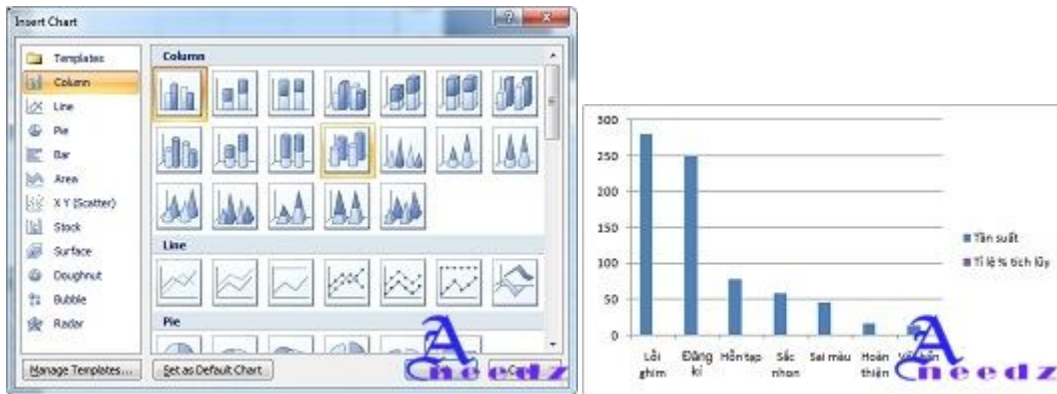 Insert Chart
Templates
Column
Line
Pie
Bar
Area
X Y (Scatter)
Stock
Surface
Doughnut
Bubble
Radar
Column
Line
Pie
Manage Templates...
Set as Default Chart
A
needz
300
250
200
150
100
50
0
Lỗi ghim
Đăng kí
Hỗn tạp
Sắc nhọn
Sai màu
Hoàn thiện
Tần suất
Tỉ lệ % tích lũy
A
needz